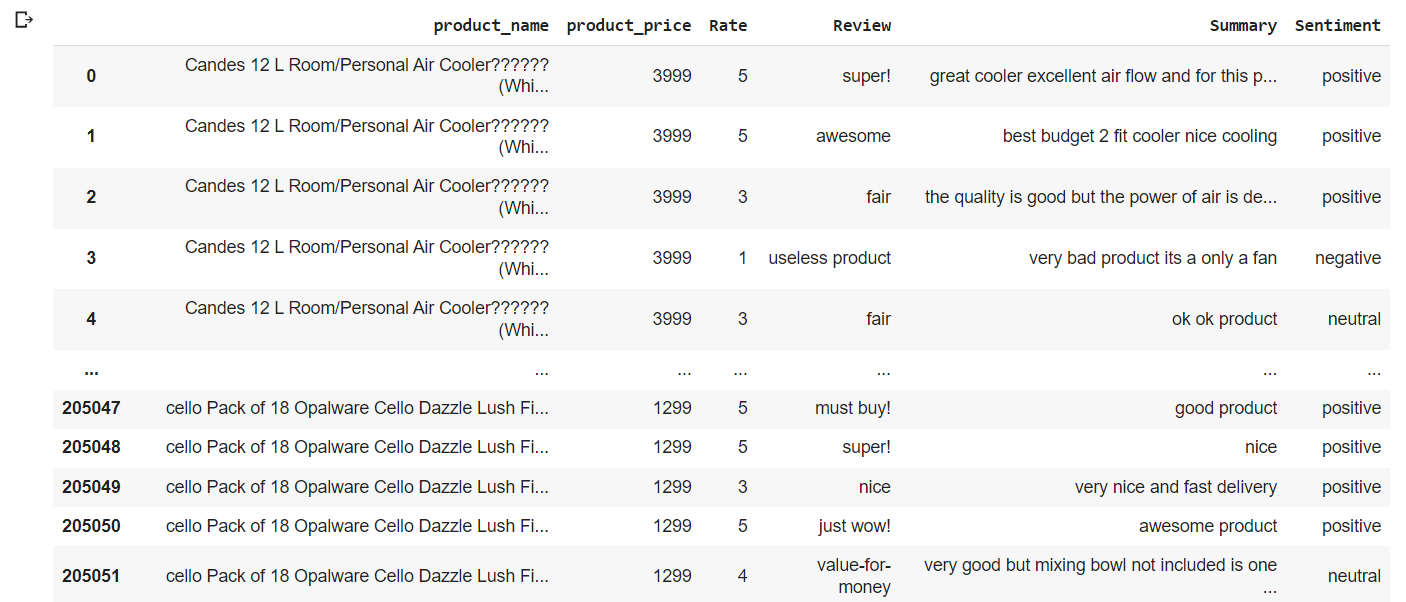 product_name product_price Rate Review Summary Sentiment
0 Candes 12 L Room/Personal Air Cooler?????? (Whi... 3999 5 super! great cooler excellent air flow and for this p... positive
1 Candes 12 L Room/Personal Air Cooler?????? (Whi... 3999 5 awesome best budget 2 fit cooler nice cooling positive
2 Candes 12 L Room/Personal Air Cooler?????? (Whi... 3999 3 fair the quality is good but the power of air is de... positive
3 Candes 12 L Room/Personal Air Cooler?????? (Whi... 3999 1 useless product very bad product its a only a fan negative
4 Candes 12 L Room/Personal Air Cooler?????? (Whi... 3999 3 fair ok ok product neutral
... ... ... ... ... ... ...
205047 cello Pack of 18 Opalware Cello Dazzle Lush Fi... 1299 5 must buy! good product positive
205048 cello Pack of 18 Opalware Cello Dazzle Lush Fi... 1299 5 super! nice positive
205049 cello Pack of 18 Opalware Cello Dazzle Lush Fi... 1299 3 nice very nice and fast delivery positive
205050 cello Pack of 18 Opalware Cello Dazzle Lush Fi... 1299 5 just wow! awesome product positive
205051 cello Pack of 18 Opalware Cello Dazzle Lush Fi... 1299 4 value-for-money very good but mixing bowl not included is one ... neutral